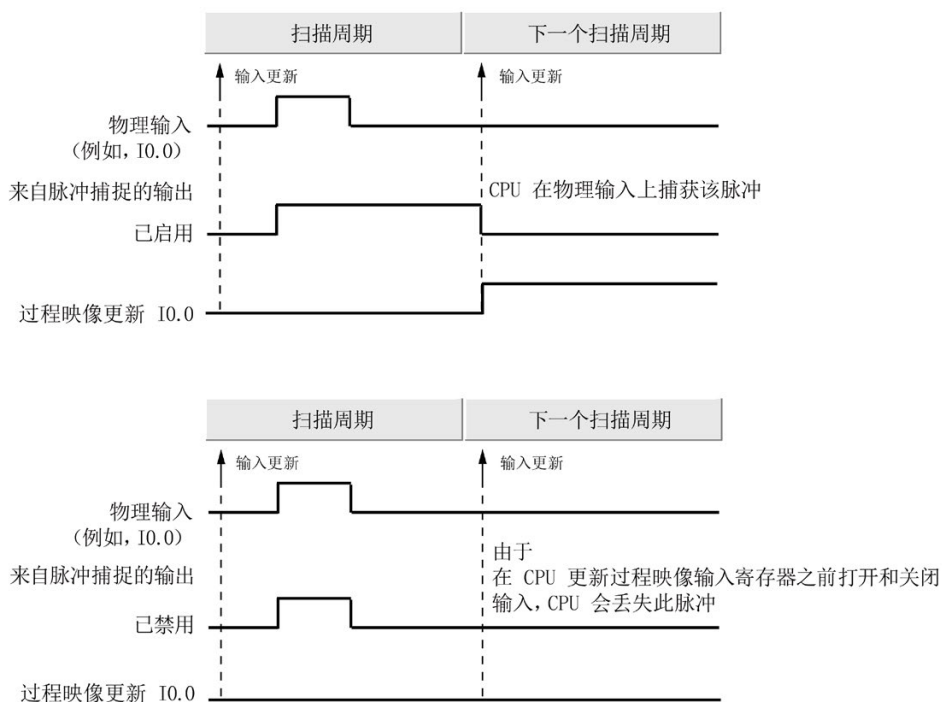 扫描周期 下一个扫描周期
输入更新 输入更新
物理输入
(例如, I0.0)
来自脉冲捕捉的输出
CPU 在物理输入上捕获该脉冲
已启用
过程映像更新 I0.0
扫描周期 下一个扫描周期
输入更新 输入更新
物理输入
(例如, I0.0)
由于
来自脉冲捕捉的输出
在 CPU 更新过程映像输入寄存器之前打开和关闭
输入, CPU 会丢失此脉冲
已禁用
过程映像更新 I0.0